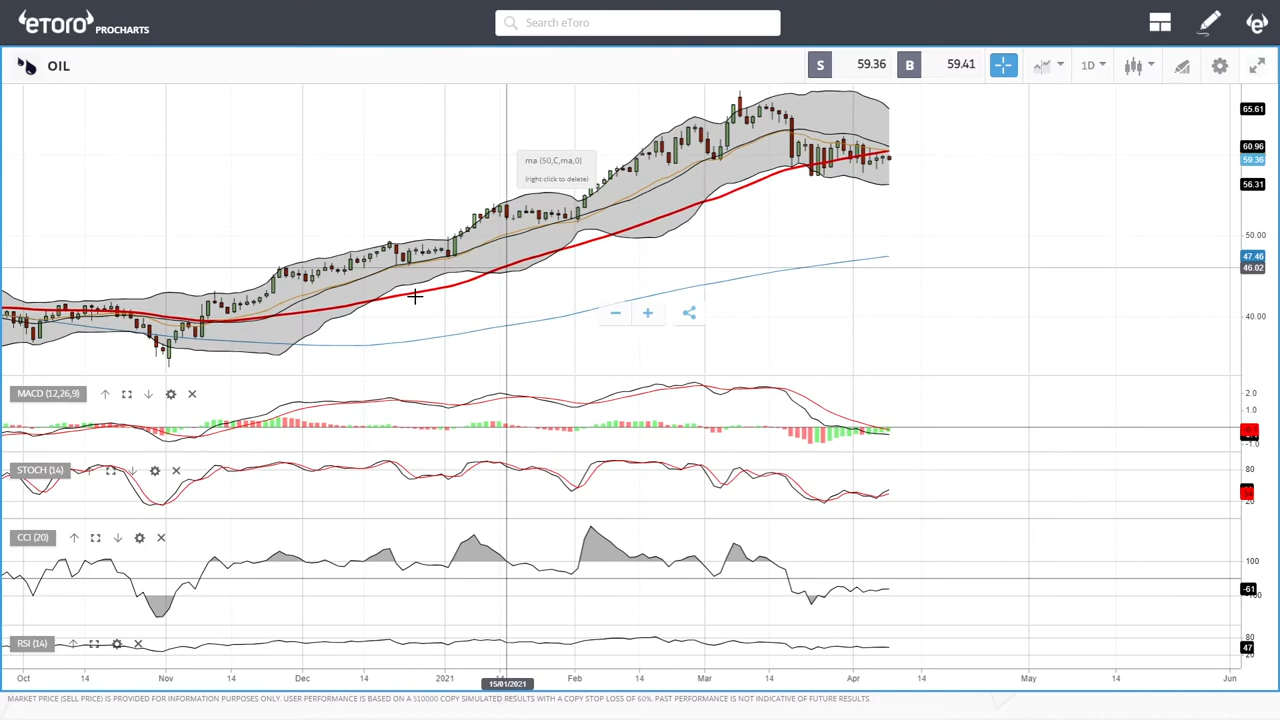 eToro PROCHARTS
Search eToro
OIL
S 59.36 B 59.41
1D
65.61
ma (50,C,ma,0)
(right click to delete)
60.96
59.36
56.31
50.00
47.46
46.02
40.00
MACD (12,26,9)
2.0
1.0
-1.0
STOCH (14)
80
20
CCI (20)
100
-61
-100
RSI (14)
80
47
20
Oct 14 Nov 14 Dec 14 2021 15/01/2021 Feb 14 Mar 14 Apr 14 May 14 Jun
MARKET PRICE (SELL PRICE) IS PROVIDED FOR INFORMATION PURPOSES ONLY. USER PERFORMANCE IS BASED ON A $10000 COPY SIMULATED RESULTS WITH A COPY STOP LOSS OF 60%. PAST PERFORMANCE IS NOT INDICATIVE OF FUTURE RESULTS.